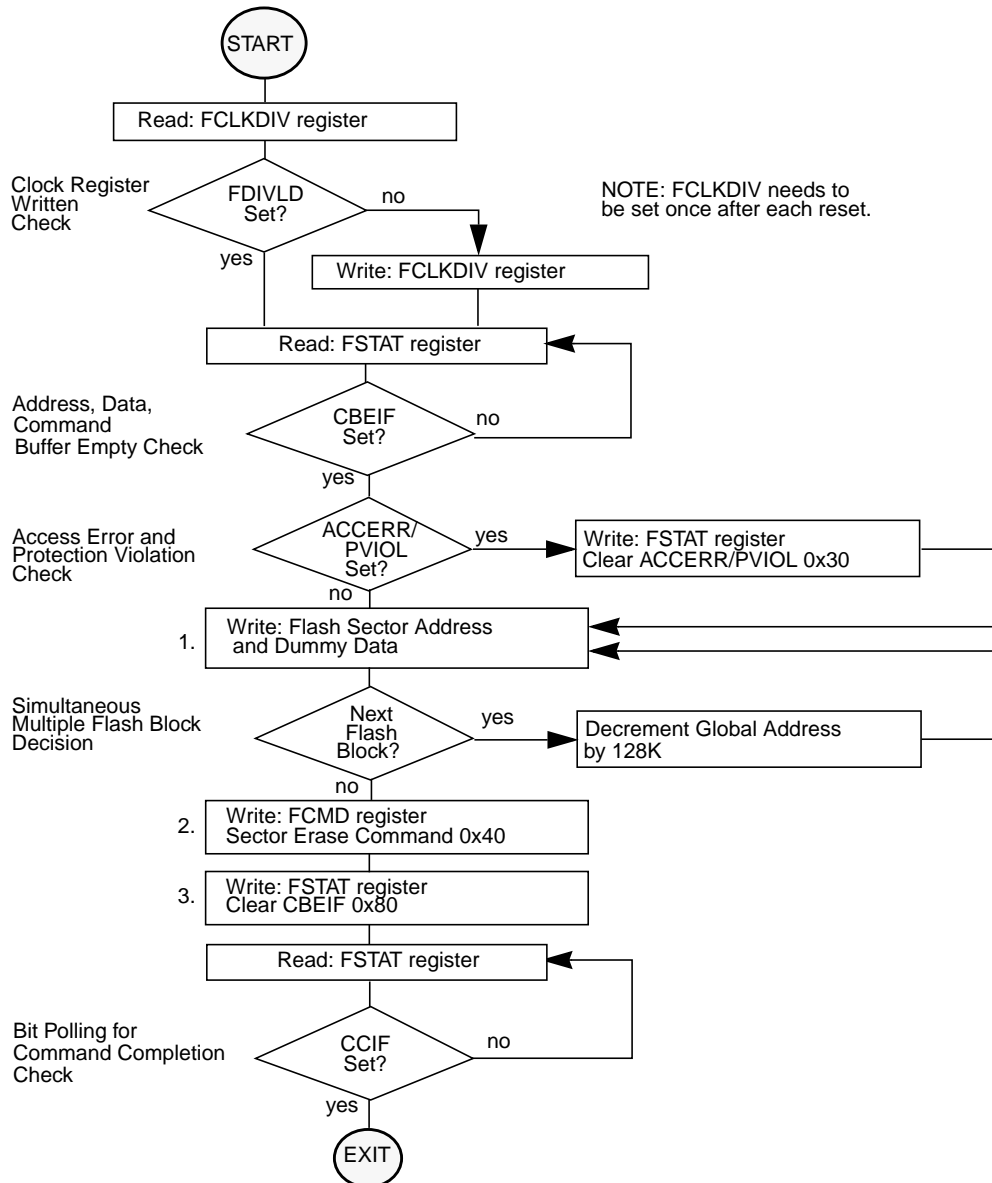 START
Read: FCLKDIV register
Clock Register
Written
Check
FDIVLD
Set?
no
yes
NOTE: FCLKDIV needs to
be set once after each reset.
Write: FCLKDIV register
Read: FSTAT register
Address, Data,
Command
Buffer Empty Check
CBEIF
Set?
no
yes
Access Error and
Protection Violation
Check
ACCERR/
PVIOL
Set?
yes
no
Write: FSTAT register
Clear ACCERR/PVIOL 0x30
1.
Write: Flash Sector Address
and Dummy Data
Simultaneous
Multiple Flash Block
Decision
Next
Flash
Block?
yes
no
Decrement Global Address
by 128K
2.
Write: FCMD register
Sector Erase Command 0x40
3.
Write: FSTAT register
Clear CBEIF 0x80
Read: FSTAT register
Bit Polling for
Command Completion
Check
CCIF
Set?
no
yes
EXIT